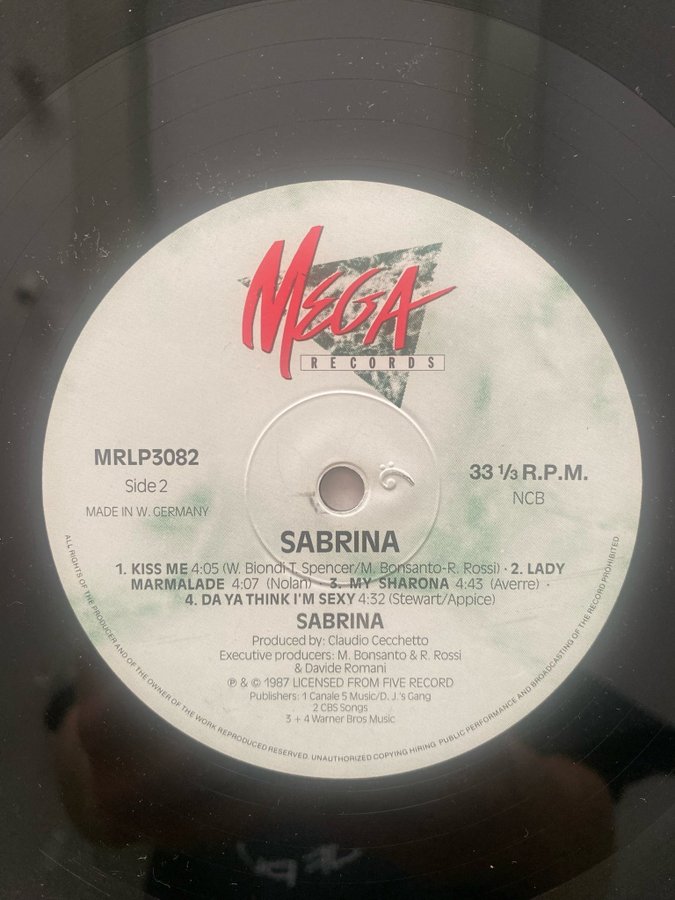 MEGA
RECORDS
MRLP3082
Side 2
MADE IN W. GERMANY
33 ⅓ R.P.M.
NCB
SABRINA
1. KISS ME 4:05 (W. Biondi T. Spencer/M. Bonsanto-R. Rossi) · 2. LADY
MARMALADE 4:07 (Nolan) · 3. MY SHARONA 4:43 (Averre) ·
4. DA YA THINK I'M SEXY 4:32 (Stewart/Appice)
SABRINA
Produced by: Claudio Cecchetto
Executive producers: M. Bonsanto & R. Rossi
& Davide Romani
℗ & © 1987 LICENSED FROM FIVE RECORD
Publishers: 1 Canale 5 Music/D. J.'s Gang
2 CBS Songs
3 + 4 Warner Bros Music
ALL RIGHTS OF THE PRODUCER AND OF THE OWNER OF THE WORK REPRODUCED RESERVED. UNAUTHORIZED COPYING HIRING. PUBLIC PERFORMANCE AND BROADCASTING OF THE RECORD PROHIBITED.